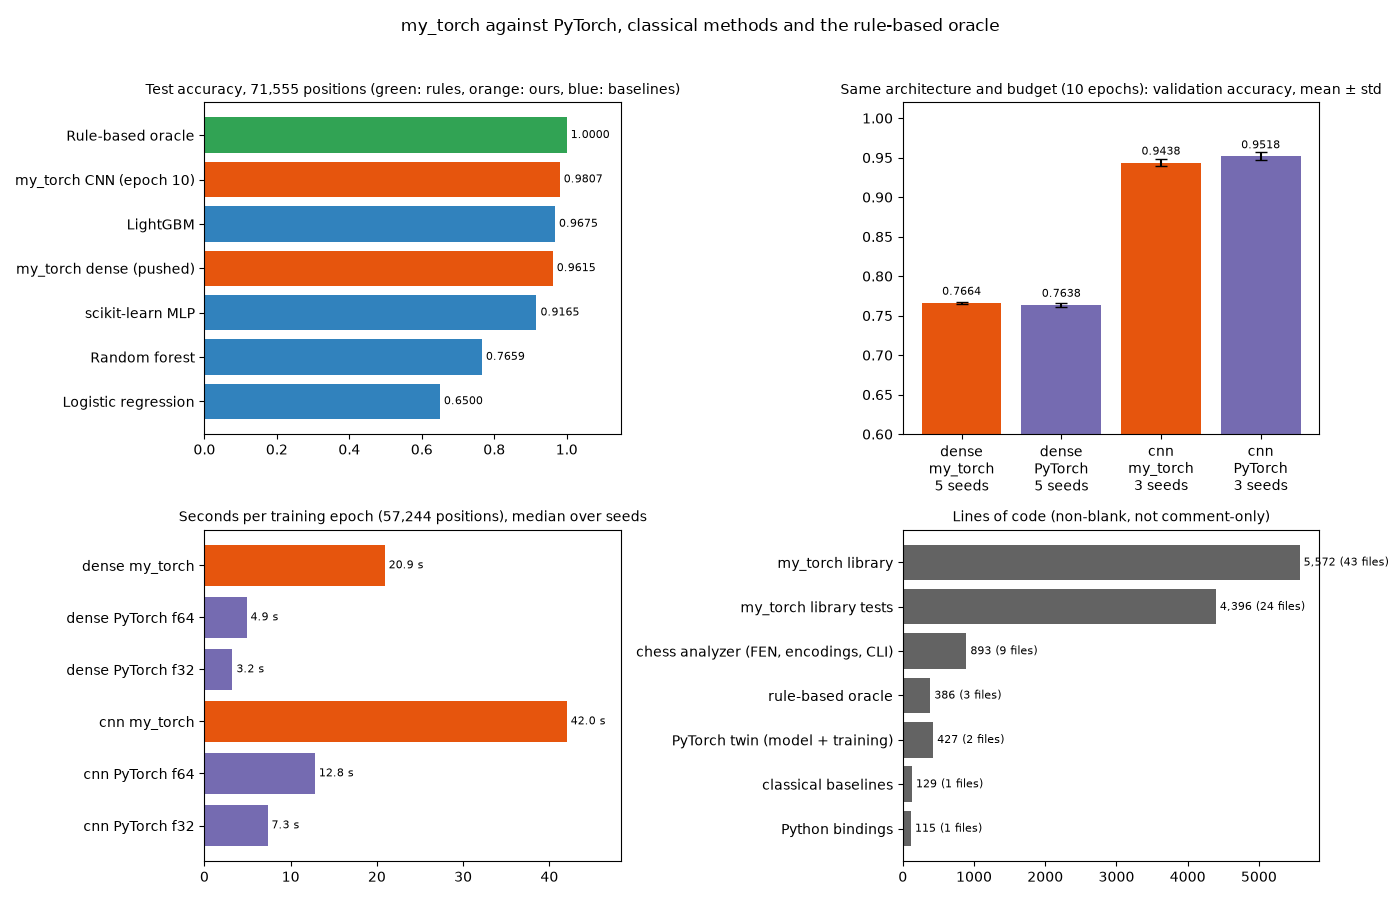 my_torch against PyTorch, classical methods and the rule-based oracle
Test accuracy, 71,555 positions (green: rules, orange: ours, blue: baselines)
Rule-based oracle 1.0000
my_torch CNN (epoch 10) 0.9807
LightGBM 0.9675
my_torch dense (pushed) 0.9615
scikit-learn MLP 0.9165
Random forest 0.7659
Logistic regression 0.6500
0.0 0.2 0.4 0.6 0.8 1.0
Same architecture and budget (10 epochs): validation accuracy, mean ± std
1.00
0.95
0.90
0.85
0.80
0.75
0.70
0.65
0.60
0.7664 0.7638 0.9438 0.9518
dense dense cnn cnn
my_torch PyTorch my_torch PyTorch
5 seeds 5 seeds 3 seeds 3 seeds
Seconds per training epoch (57,244 positions), median over seeds
dense my_torch 20.9 s
dense PyTorch f64 4.9 s
dense PyTorch f32 3.2 s
cnn my_torch 42.0 s
cnn PyTorch f64 12.8 s
cnn PyTorch f32 7.3 s
0 10 20 30 40
Lines of code (non-blank, not comment-only)
my_torch library 5,572 (43 files)
my_torch library tests 4,396 (24 files)
chess analyzer (FEN, encodings, CLI) 893 (9 files)
rule-based oracle 386 (3 files)
PyTorch twin (model + training) 427 (2 files)
classical baselines 129 (1 files)
Python bindings 115 (1 files)
0 1000 2000 3000 4000 5000